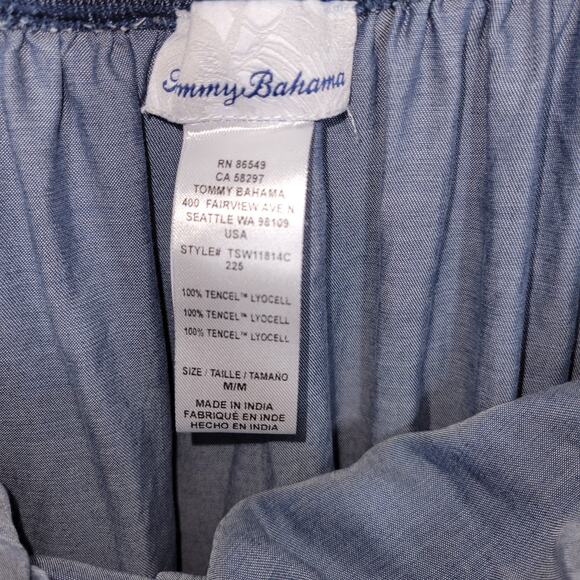 Tommy Bahama
RN 86549
CA 58297
TOMMY BAHAMA
400 FAIRVIEW AVE N
SEATTLE WA 98109
USA
STYLE# TSW11814C
225
100% TENCEL™ LYOCELL
100% TENCEL™ LYOCELL
100% TENCEL™ LYOCELL
SIZE / TAILLE / TAMAÑO
M/M
MADE IN INDIA
FABRIQUÉ EN INDE
HECHO EN INDIA